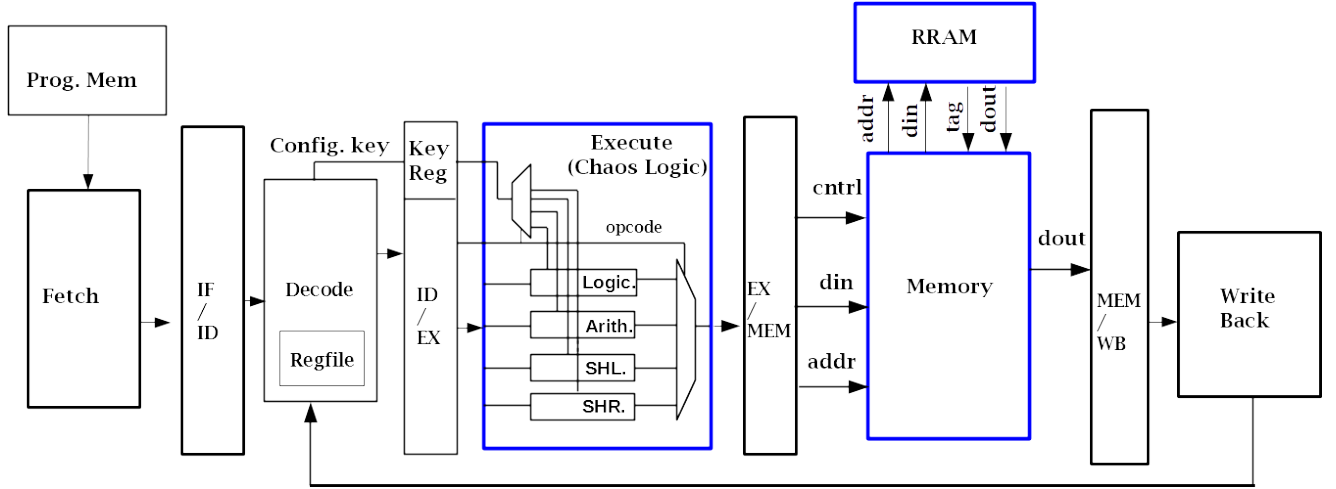 Prog. Mem
Fetch
IF
/
ID
Config. key
Decode
Regfile
Key
Reg
ID
/
EX
Execute
(Chaos Logic)
opcode
Logic.
Arith.
SHL.
SHR.
EX
/
MEM
RRAM
addr
din
tag
dout
cntrl
din
addr
Memory
dout
MEM
/
WB
Write
Back